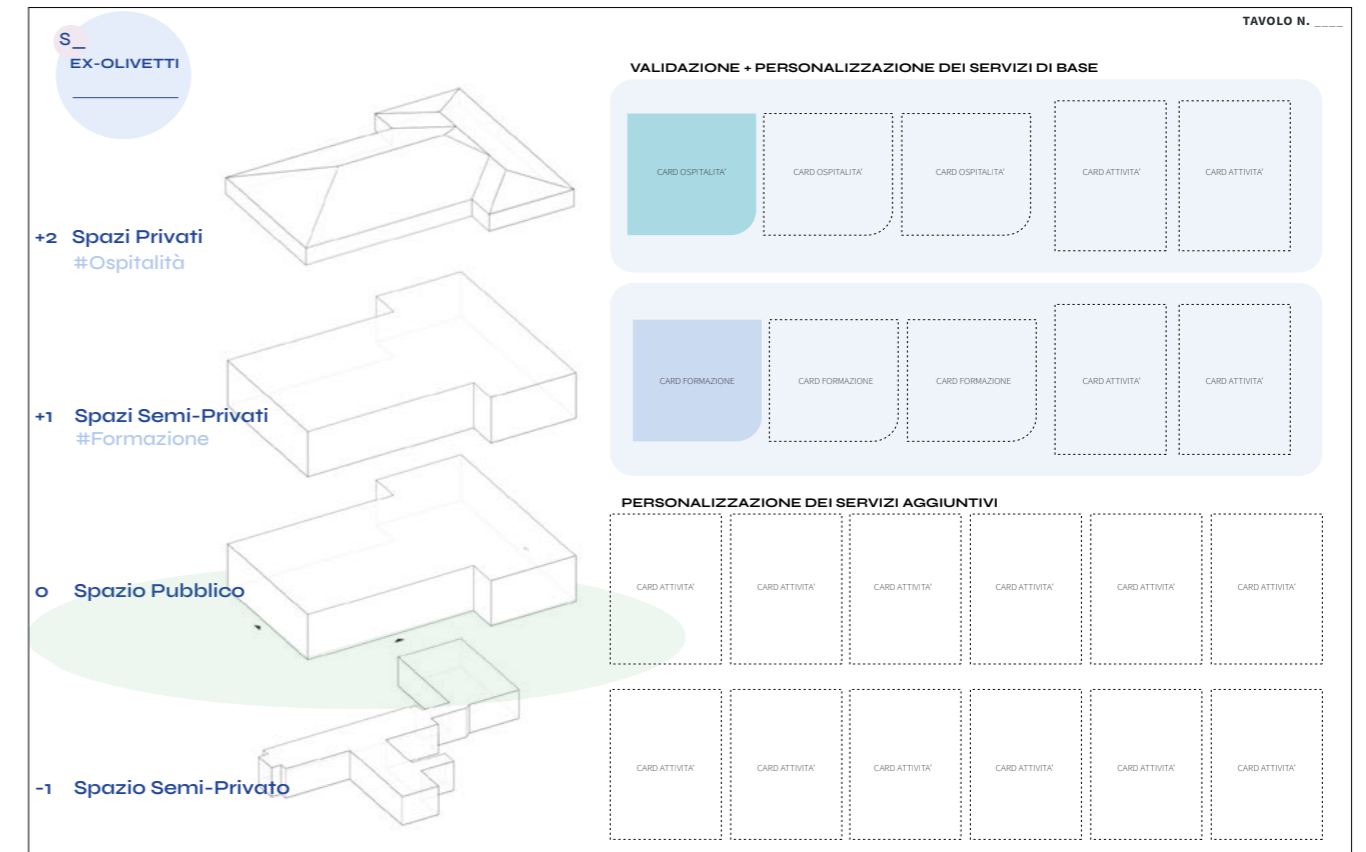 TAVOLO N. ____
S_
EX-OLIVETTI
VALIDAZIONE + PERSONALIZZAZIONE DEI SERVIZI DI BASE
CARD OSPITALITA'
CARD OSPITALITA'
CARD OSPITALITA'
CARD ATTIVITA'
CARD ATTIVITA'
+2 Spazi Privati
#Ospitalità
CARD FORMAZIONE
CARD FORMAZIONE
CARD FORMAZIONE
CARD ATTIVITA'
CARD ATTIVITA'
+1 Spazi Semi-Privati
#Formazione
PERSONALIZZAZIONE DEI SERVIZI AGGIUNTIVI
0 Spazio Pubblico
CARD ATTIVITA'
CARD ATTIVITA'
CARD ATTIVITA'
CARD ATTIVITA'
CARD ATTIVITA'
CARD ATTIVITA'
-1 Spazio Semi-Privato
CARD ATTIVITA'
CARD ATTIVITA'
CARD ATTIVITA'
CARD ATTIVITA'
CARD ATTIVITA'
CARD ATTIVITA'